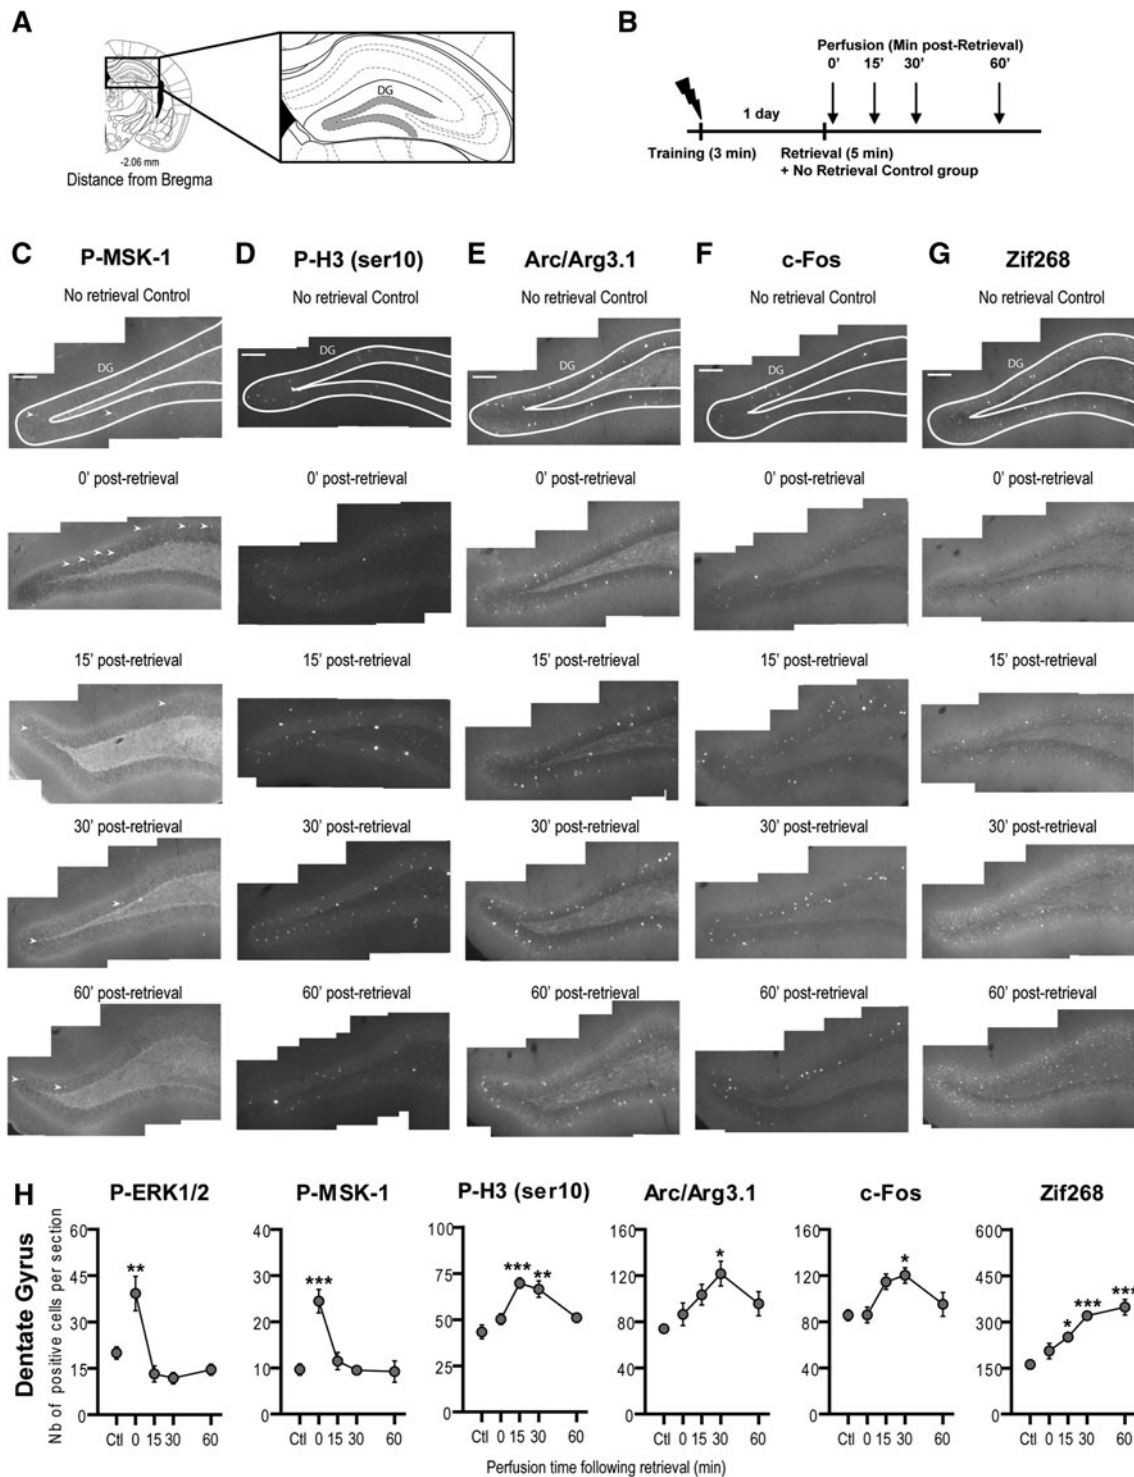 A
DG
-2.06 mm
Distance from Bregma
B
Perfusion (Min post-Retrieval)
0' 15' 30' 60'
1 day
Training (3 min) Retrieval (5 min)
+ No Retrieval Control group
C P-MSK-1 D P-H3 (ser10) E Arc/Arg3.1 F c-Fos G Zif268
No retrieval Control No retrieval Control No retrieval Control No retrieval Control No retrieval Control
DG DG DG DG DG
0' post-retrieval 0' post-retrieval 0' post-retrieval 0' post-retrieval 0' post-retrieval
15' post-retrieval 15' post-retrieval 15' post-retrieval 15' post-retrieval 15' post-retrieval
30' post-retrieval 30' post-retrieval 30' post-retrieval 30' post-retrieval 30' post-retrieval
60' post-retrieval 60' post-retrieval 60' post-retrieval 60' post-retrieval 60' post-retrieval
H P-ERK1/2 P-MSK-1 P-H3 (ser10) Arc/Arg3.1 c-Fos Zif268
Dentate Gyrus
Nb of positive cells per section
60 40 100 160 160 600
45 30 75 120 120 450
30 20 50 80 80 300
15 10 25 40 40 150
0 0 0 0 0 0
** *** *** ** * * * *** ***
Ctl 0 15 30 60 Ctl 0 15 30 60 Ctl 0 15 30 60 Ctl 0 15 30 60 Ctl 0 15 30 60 Ctl 0 15 30 60
Perfusion time following retrieval (min)